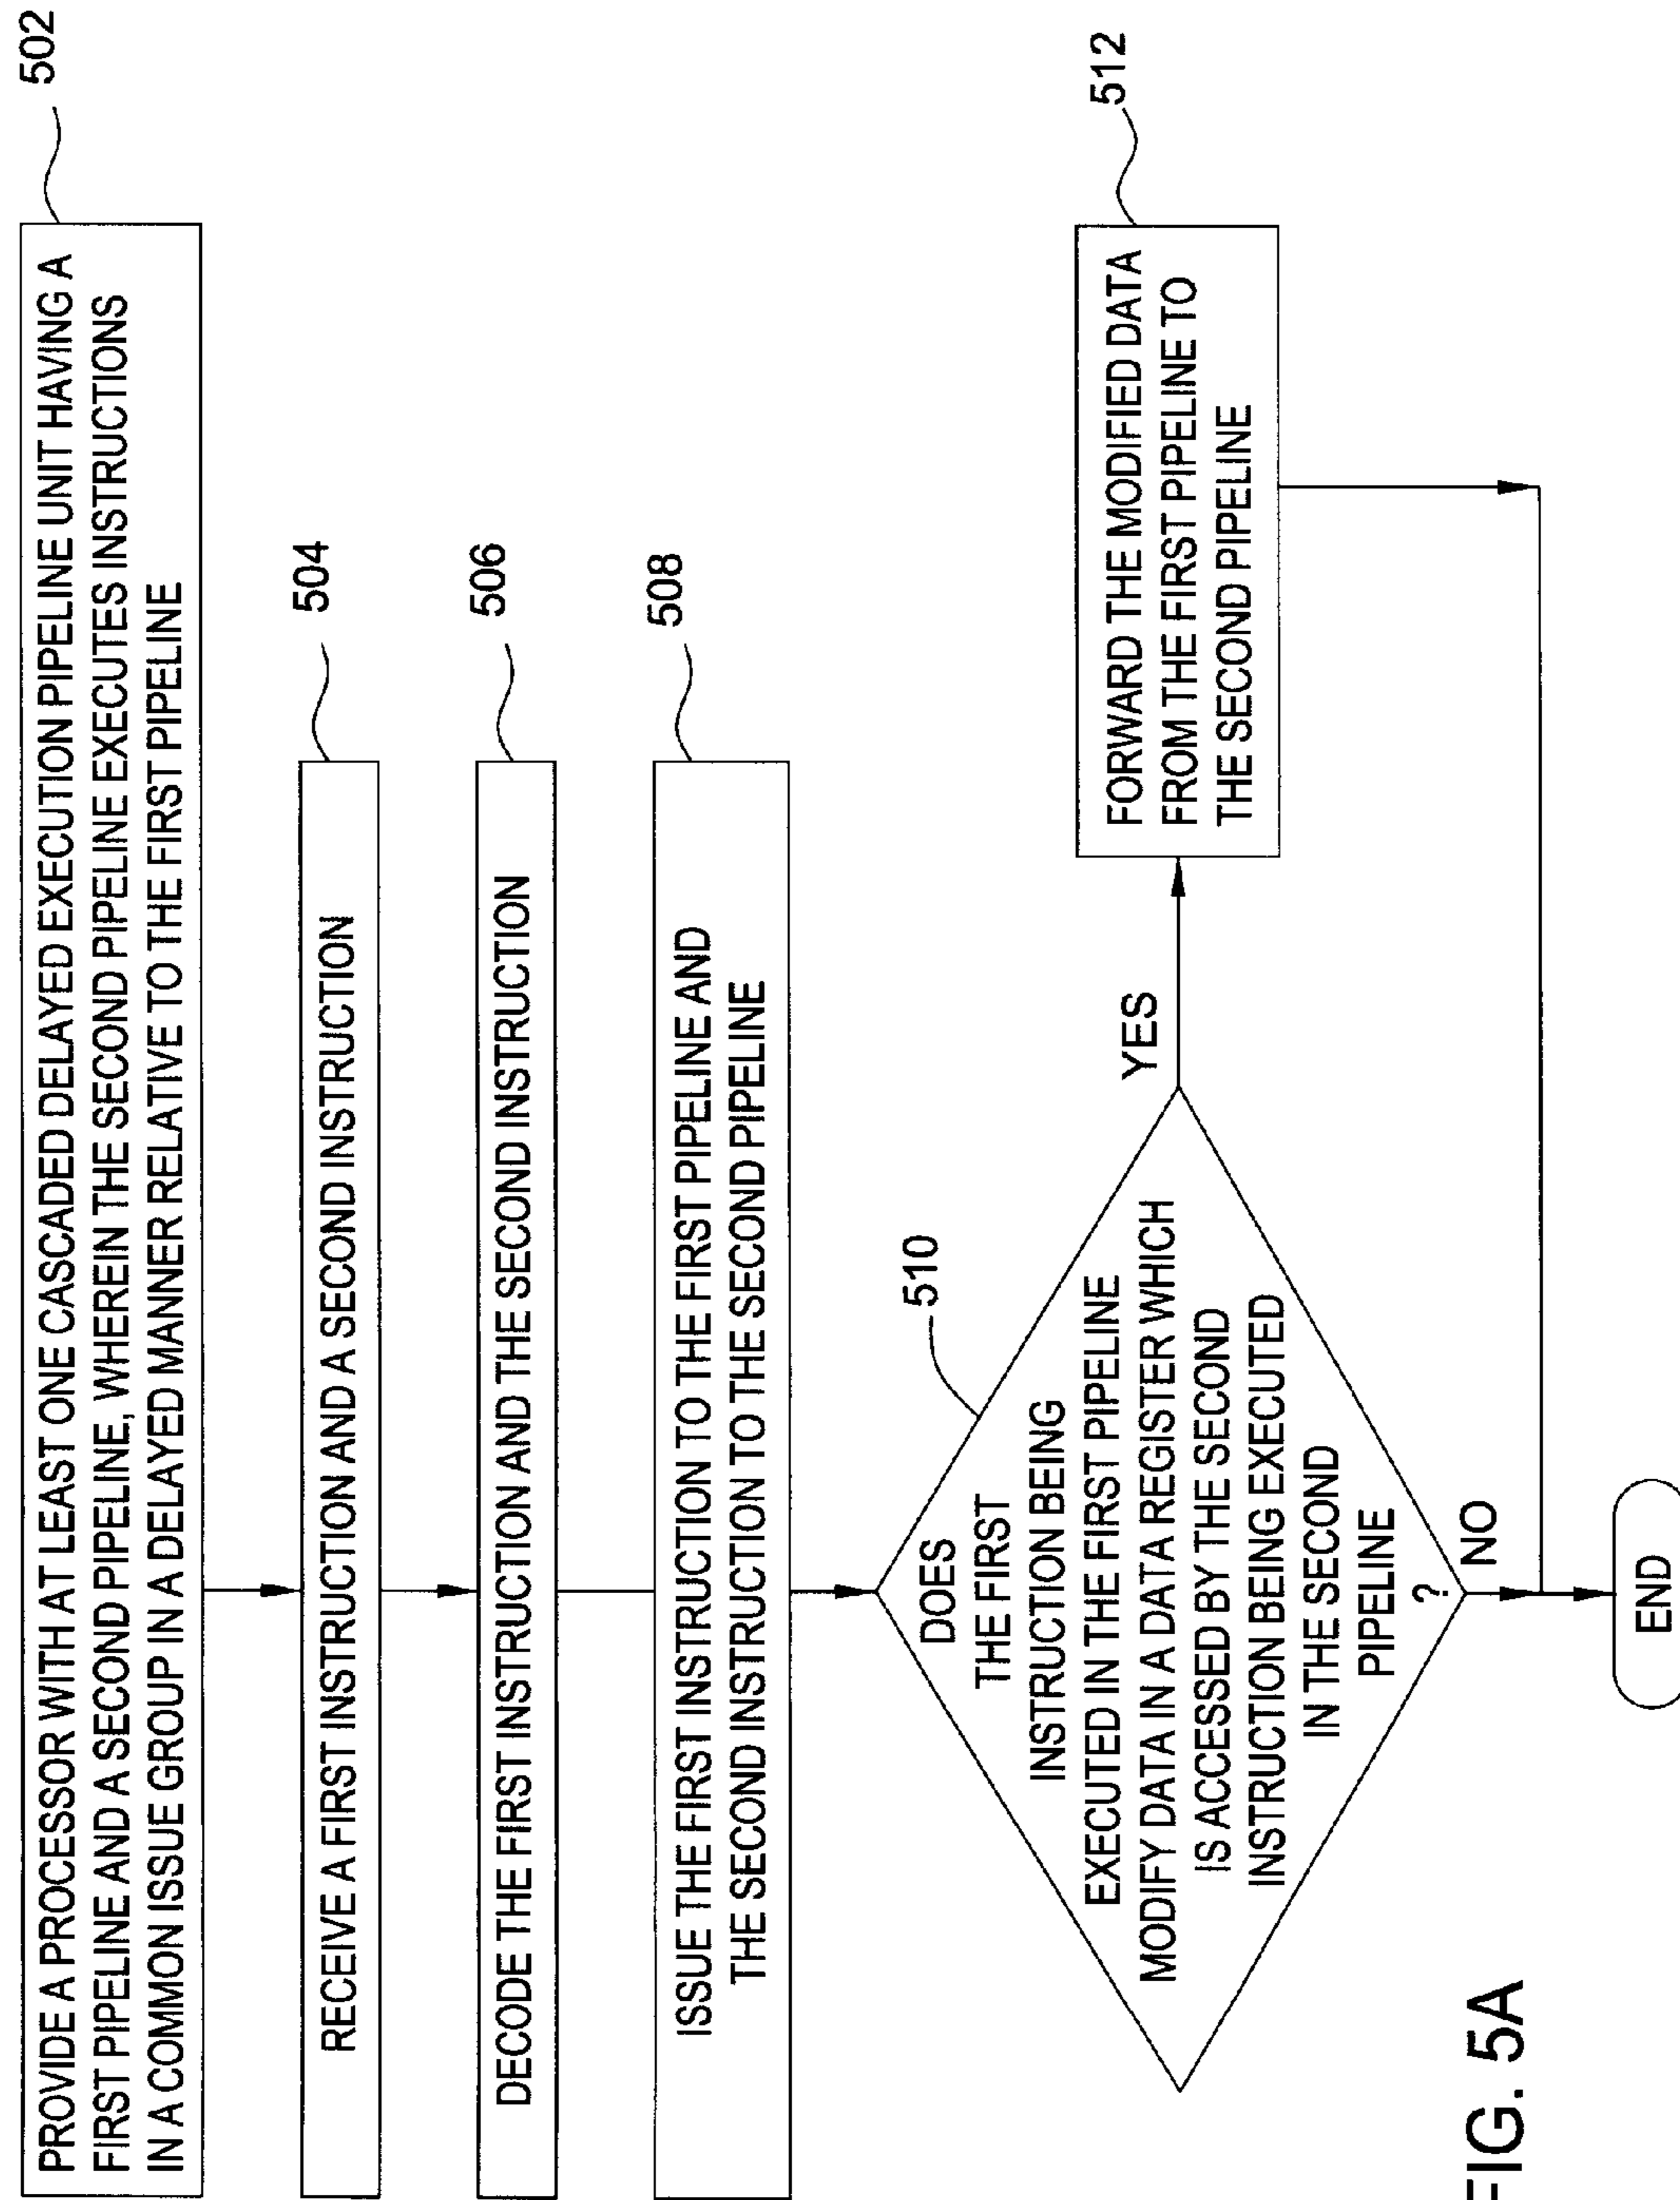 502
PROVIDE A PROCESSOR WITH AT LEAST ONE CASCADED DELAYED EXECUTION PIPELINE UNIT HAVING A
FIRST PIPELINE AND A SECOND PIPELINE, WHEREIN THE SECOND PIPELINE EXECUTES INSTRUCTIONS
IN A COMMON ISSUE GROUP IN A DELAYED MANNER RELATIVE TO THE FIRST PIPELINE
504
RECEIVE A FIRST INSTRUCTION AND A SECOND INSTRUCTION
506
DECODE THE FIRST INSTRUCTION AND THE SECOND INSTRUCTION
508
ISSUE THE FIRST INSTRUCTION TO THE FIRST PIPELINE AND
THE SECOND INSTRUCTION TO THE SECOND PIPELINE
510
DOES
THE FIRST
INSTRUCTION BEING
EXECUTED IN THE FIRST PIPELINE
MODIFY DATA IN A DATA REGISTER WHICH
IS ACCESSED BY THE SECOND
INSTRUCTION BEING EXECUTED
IN THE SECOND
PIPELINE
?
YES
512
FORWARD THE MODIFIED DATA
FROM THE FIRST PIPELINE TO
THE SECOND PIPELINE
NO
END
FIG. 5A